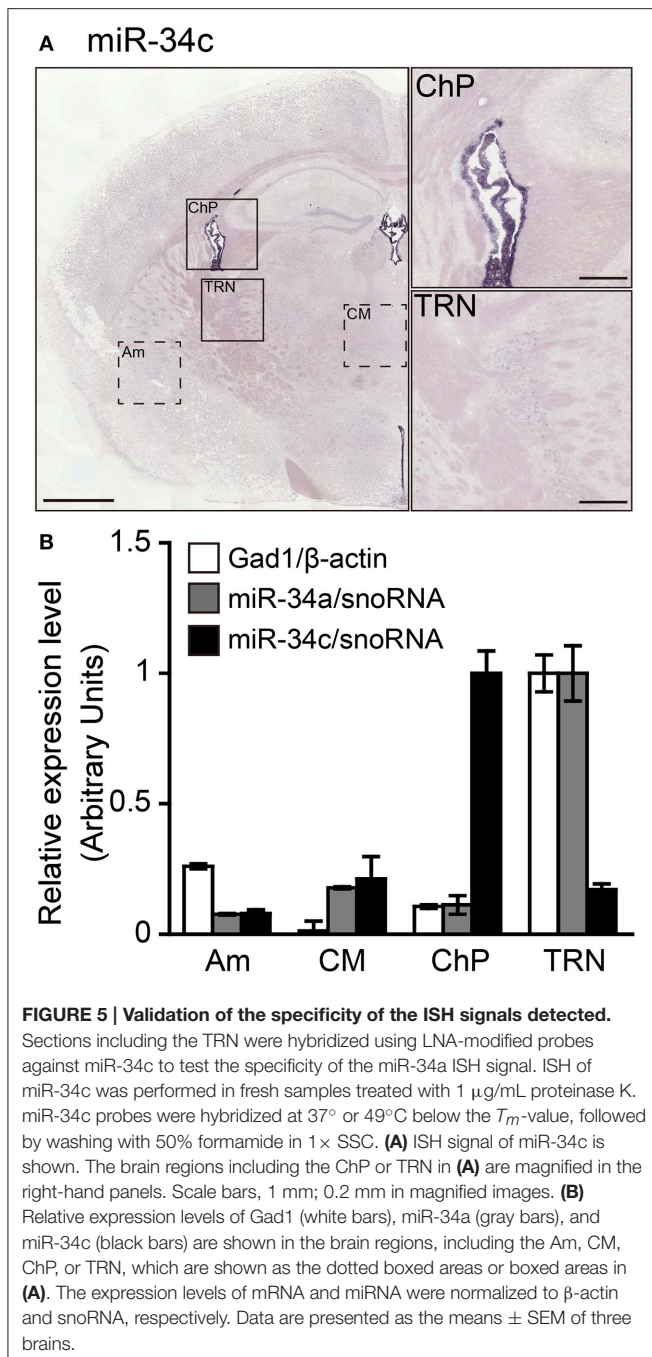 A miR-34c
ChP
TRN
CM
Am
ChP
TRN
B
1.5
1
0.5
0
Relative expression level
(Arbitrary Units)
Gad1/β-actin
miR-34a/snoRNA
miR-34c/snoRNA
Am CM ChP TRN
FIGURE 5 | Validation of the specificity of the ISH signals detected.
Sections including the TRN were hybridized using LNA-modified probes
against miR-34c to test the specificity of the miR-34a ISH signal. ISH of
miR-34c was performed in fresh samples treated with 1 μg/mL proteinase K.
miR-34c probes were hybridized at 37° or 49°C below the Tm-value, followed
by washing with 50% formamide in 1× SSC. (A) ISH signal of miR-34c is
shown. The brain regions including the ChP or TRN in (A) are magnified in the
right-hand panels. Scale bars, 1 mm; 0.2 mm in magnified images. (B)
Relative expression levels of Gad1 (white bars), miR-34a (gray bars), and
miR-34c (black bars) are shown in the brain regions, including the Am, CM,
ChP, or TRN, which are shown as the dotted boxed areas or boxed areas in
(A). The expression levels of mRNA and miRNA were normalized to β-actin
and snoRNA, respectively. Data are presented as the means ± SEM of three
brains.